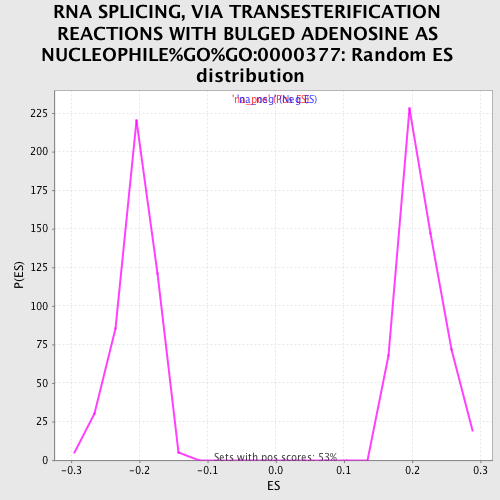 RNA SPLICING, VIA TRANSESTERIFICATION
REACTIONS WITH BULGED ADENOSINE AS
NUCLEOPHILE%GO%GO:0000377: Random ES
distribution
225
200
175
150
125
100
75
50
25
0
P(ES)
Sets with pos scores: 53%
-0.3 -0.2 -0.1 0.0 0.1 0.2 0.3
ES